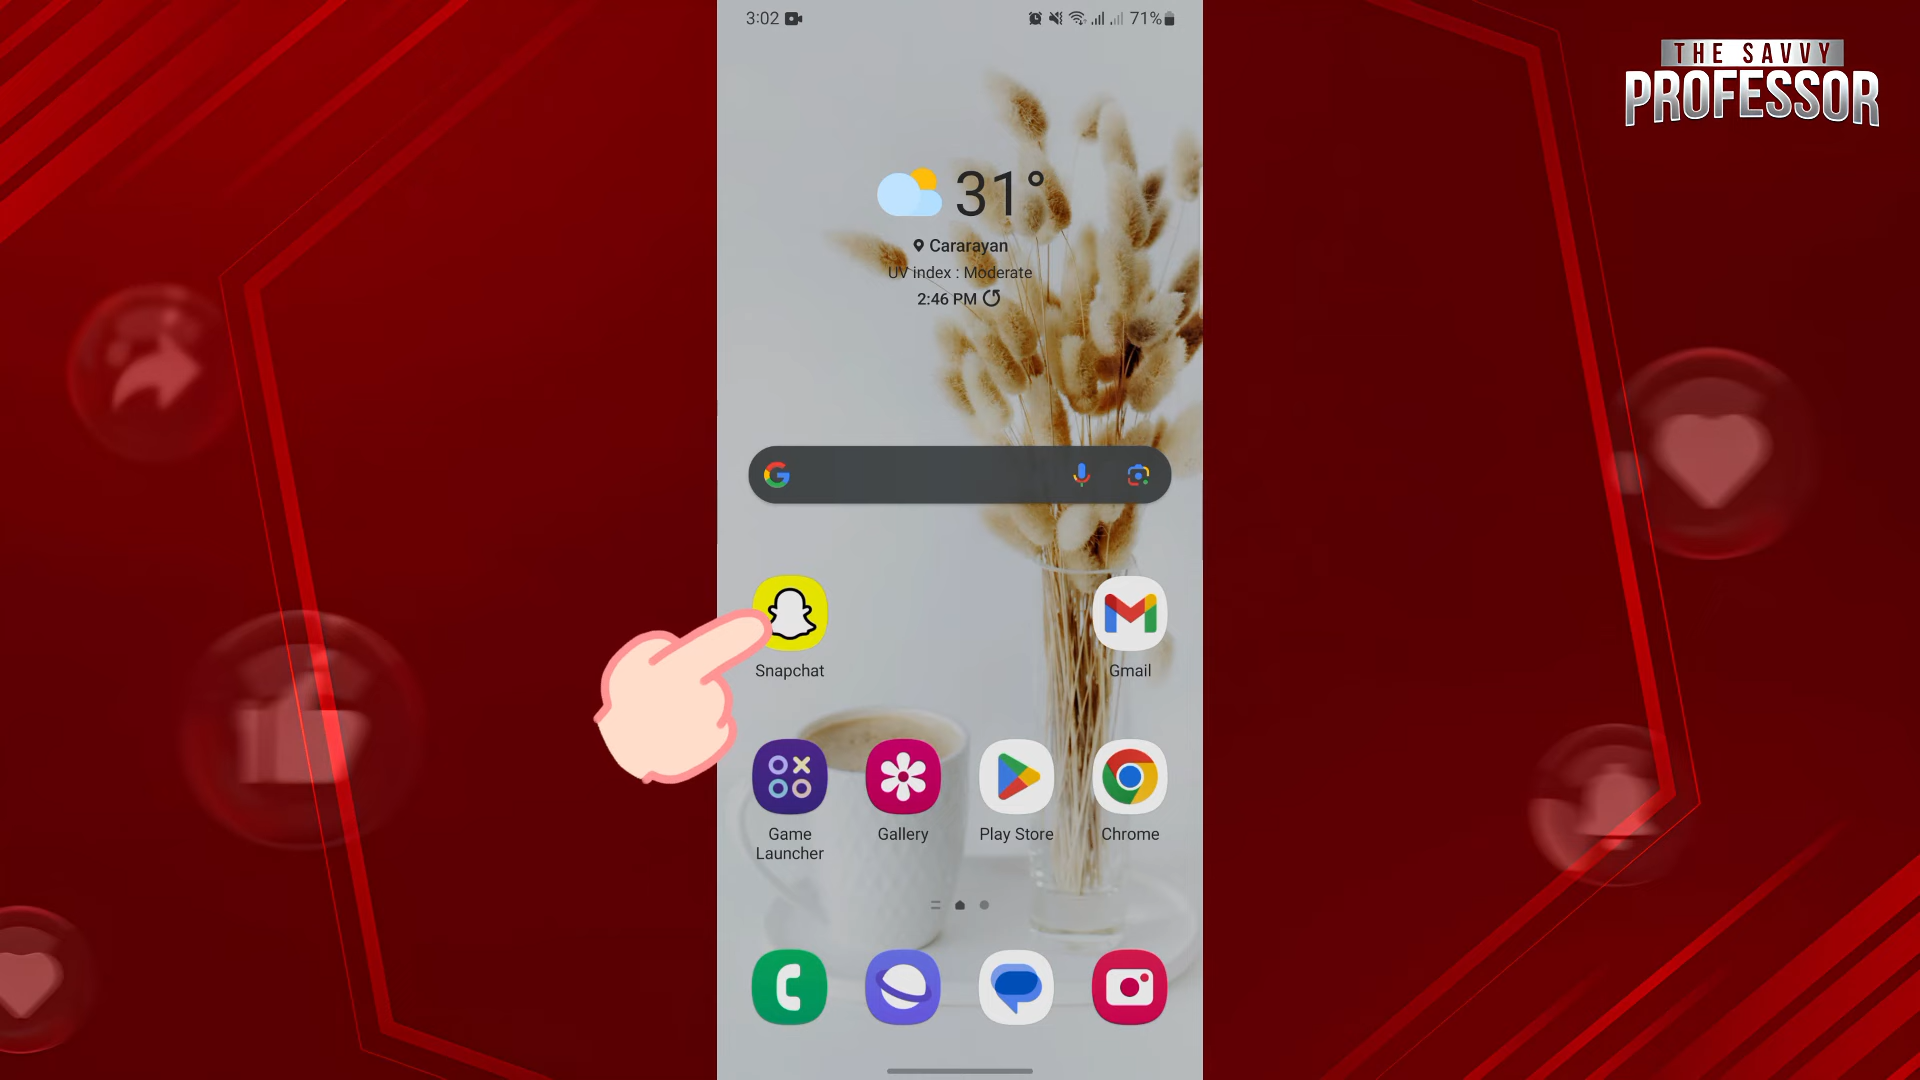 3:02
71%
THE SAVVY
PROFESSOR
31°
Cararayan
UV index : Moderate
2:46 PM
Snapchat
Gmail
Game
Launcher
Gallery
Play Store
Chrome